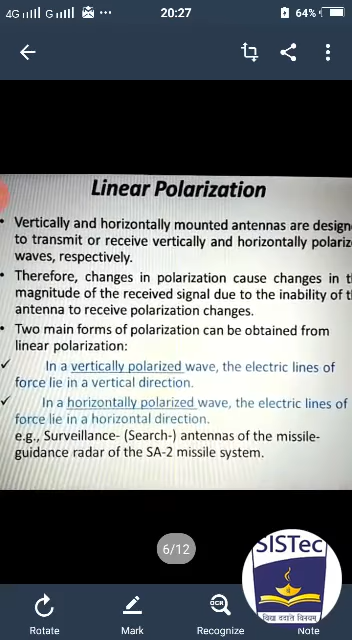 4G G
20:27
64%
Linear Polarization
• Vertically and horizontally mounted antennas are design
to transmit or receive vertically and horizontally polariz
waves, respectively.
• Therefore, changes in polarization cause changes in t
magnitude of the received signal due to the inability of t
antenna to receive polarization changes.
• Two main forms of polarization can be obtained from
linear polarization:
✓ In a vertically polarized wave, the electric lines of
force lie in a vertical direction.
✓ In a horizontally polarized wave, the electric lines of
force lie in a horizontal direction.
e.g., Surveillance- (Search-) antennas of the missile-
guidance radar of the SA-2 missile system.
6/12
SISTec
विद्या ददाति विनयम्
OCR
Rotate Mark Recognize Note